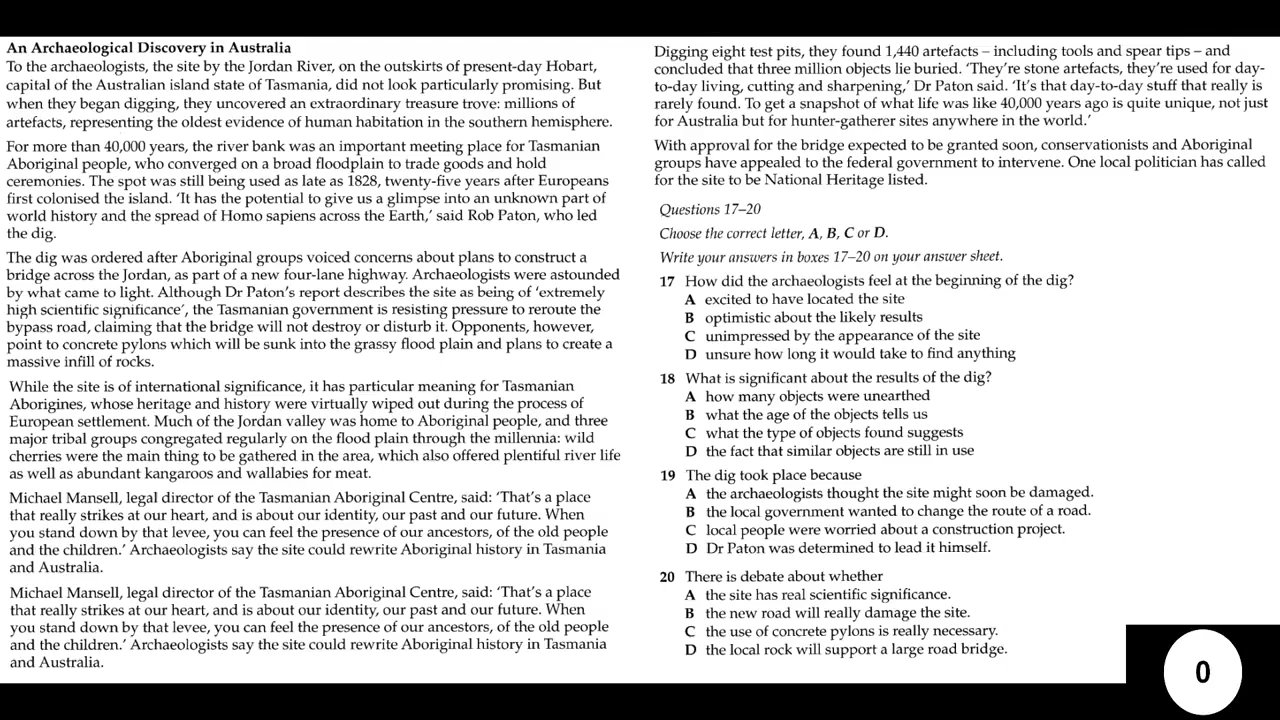 An Archaeological Discovery in Australia
To the archaeologists, the site by the Jordan River, on the outskirts of present-day Hobart,
capital of the Australian island state of Tasmania, did not look particularly promising. But
when they began digging, they uncovered an extraordinary treasure trove: millions of
artefacts, representing the oldest evidence of human habitation in the southern hemisphere.
For more than 40,000 years, the river bank was an important meeting place for Tasmanian
Aboriginal people, who converged on a broad floodplain to trade goods and hold
ceremonies. The spot was still being used as late as 1828, twenty-five years after Europeans
first colonised the island. 'It has the potential to give us a glimpse into an unknown part of
world history and the spread of Homo sapiens across the Earth,' said Rob Paton, who led
the dig.
The dig was ordered after Aboriginal groups voiced concerns about plans to construct a
bridge across the Jordan, as part of a new four-lane highway. Archaeologists were astounded
by what came to light. Although Dr Paton's report describes the site as being of 'extremely
high scientific significance', the Tasmanian government is resisting pressure to reroute the
bypass road, claiming that the bridge will not destroy or disturb it. Opponents, however,
point to concrete pylons which will be sunk into the grassy flood plain and plans to create a
massive infill of rocks.
While the site is of international significance, it has particular meaning for Tasmanian
Aborigines, whose heritage and history were virtually wiped out during the process of
European settlement. Much of the Jordan valley was home to Aboriginal people, and three
major tribal groups congregated regularly on the flood plain through the millennia: wild
cherries were the main thing to be gathered in the area, which also offered plentiful river life
as well as abundant kangaroos and wallabies for meat.
Michael Mansell, legal director of the Tasmanian Aboriginal Centre, said: 'That's a place
that really strikes at our heart, and is about our identity, our past and our future. When
you stand down by that levee, you can feel the presence of our ancestors, of the old people
and the children.' Archaeologists say the site could rewrite Aboriginal history in Tasmania
and Australia.
Michael Mansell, legal director of the Tasmanian Aboriginal Centre, said: 'That's a place
that really strikes at our heart, and is about our identity, our past and our future. When
you stand down by that levee, you can feel the presence of our ancestors, of the old people
and the children.' Archaeologists say the site could rewrite Aboriginal history in Tasmania
and Australia.
Digging eight test pits, they found 1,440 artefacts – including tools and spear tips – and
concluded that three million objects lie buried. 'They're stone artefacts, they're used for day-
to-day living, cutting and sharpening,' Dr Paton said. 'It's that day-to-day stuff that really is
rarely found. To get a snapshot of what life was like 40,000 years ago is quite unique, not just
for Australia but for hunter-gatherer sites anywhere in the world.'
With approval for the bridge expected to be granted soon, conservationists and Aboriginal
groups have appealed to the federal government to intervene. One local politician has called
for the site to be National Heritage listed.
Questions 17–20
Choose the correct letter, A, B, C or D.
Write your answers in boxes 17–20 on your answer sheet.
17 How did the archaeologists feel at the beginning of the dig?
A excited to have located the site
B optimistic about the likely results
C unimpressed by the appearance of the site
D unsure how long it would take to find anything
18 What is significant about the results of the dig?
A how many objects were unearthed
B what the age of the objects tells us
C what the type of objects found suggests
D the fact that similar objects are still in use
19 The dig took place because
A the archaeologists thought the site might soon be damaged.
B the local government wanted to change the route of a road.
C local people were worried about a construction project.
D Dr Paton was determined to lead it himself.
20 There is debate about whether
A the site has real scientific significance.
B the new road will really damage the site.
C the use of concrete pylons is really necessary.
D the local rock will support a large road bridge.
0